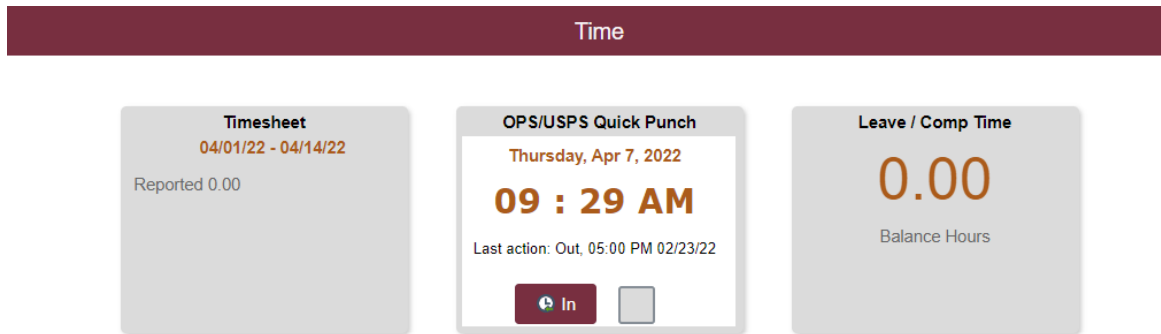 Time
Timesheet
04/01/22 - 04/14/22
Reported 0.00
OPS/USPS Quick Punch
Thursday, Apr 7, 2022
09 : 29 AM
Last action: Out, 05:00 PM 02/23/22
In
Leave / Comp Time
0.00
Balance Hours